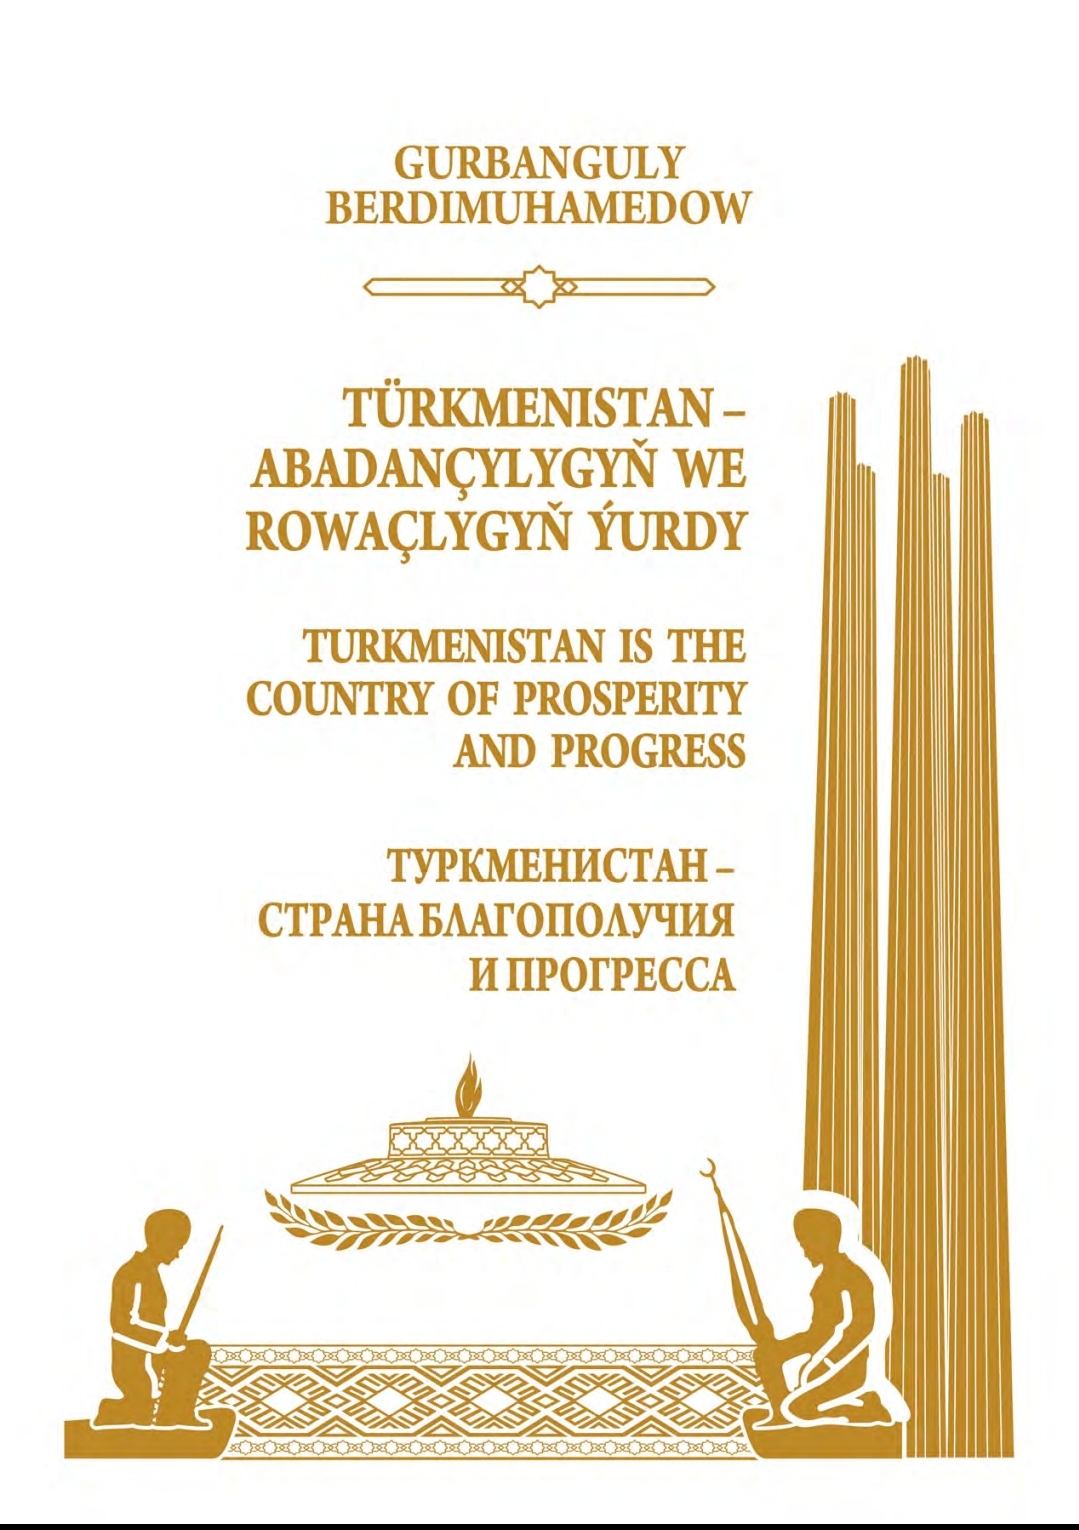 GURBANGULY
BERDIMUHAMEDOW
TÜRKMENISTAN –
ABADANÇYLYGYŇ WE
ROWAÇLYGYŇ ÝURDY
TURKMENISTAN IS THE
COUNTRY OF PROSPERITY
AND PROGRESS
ТУРКМЕНИСТАН –
СТРАНА БЛАГОПОЛУЧИЯ
И ПРОГРЕССА